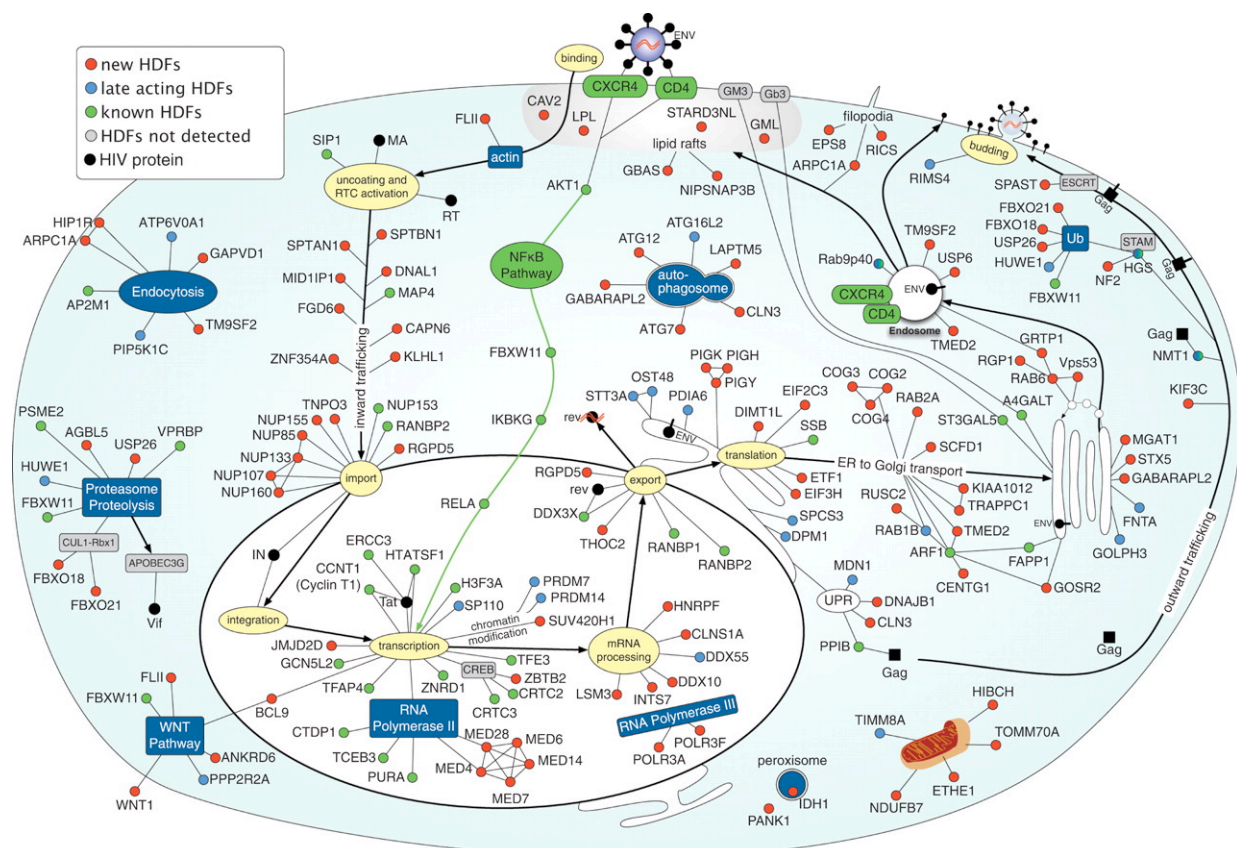 new HDFs
late acting HDFs
known HDFs
HDFs not detected
HIV protein
binding
ENV
CXCR4
CD4
GM3
Gb3
CAV2
LPL
STARD3NL
lipid rafts
GML
GBAS
NIPSNAP3B
filopodia
EPS8
RICS
ARPC1A
budding
RIMS4
SPAST
ESCRT
Gag
FLII
actin
SIP1
MA
uncoating and
RTC activation
RT
AKT1
HIP1R
ARPC1A
ATP6V0A1
GAPVD1
Endocytosis
AP2M1
TM9SF2
PIP5K1C
SPTAN1
SPTBN1
MID1IP1
DNAL1
MAP4
FGD6
CAPN6
ZNF354A
KLHL1
inward trafficking
NFκB
Pathway
FBXW11
IKBKG
RELA
ATG16L2
ATG12
LAPTM5
auto-
phagosome
GABARAPL2
CLN3
ATG7
Rab9p40
TM9SF2
USP6
ENV
CXCR4
CD4
Endosome
TMED2
FBXO21
FBXO18
USP26
HUWE1
Ub
FBXW11
STAM
HGS
NF2
Gag
Gag
NMT1
KIF3C
GRTP1
RGP1
Vps53
RAB6
A4GALT
ST3GAL5
PSME2
AGBL5
USP26
VPRBP
HUWE1
Proteasome
Proteolysis
FBXW11
CUL1-Rbx1
APOBEC3G
FBXO18
FBXO21
Vif
TNPO3
NUP155
NUP85
NUP133
NUP107
NUP160
NUP153
RANBP2
RGPD5
import
rev
OST48
STT3A
PDIA6
ENV
PIGK
PIGH
PIGY
DIMT1L
EIF2C3
SSB
translation
ETF1
EIF3H
COG3
COG2
COG4
RAB2A
SCFD1
ER to Golgi transport
KIAA1012
TRAPPC1
RUSC2
RAB1B
TMED2
ARF1
CENTG1
FAPP1
GOSR2
ENV
MGAT1
STX5
GABARAPL2
FNTA
GOLPH3
outward trafficking
RGPD5
rev
DDX3X
THOC2
export
RANBP1
RANBP2
SPCS3
DPM1
MDN1
UPR
DNAJB1
CLN3
PPIB
Gag
Gag
IN
integration
ERCC3
HTATSF1
CCNT1
(Cyclin T1)
Tat
H3F3A
SP110
PRDM7
PRDM14
chromatin
modification
SUV420H1
transcription
JMJD2D
GCN5L2
TFAP4
ZNRD1
CREB
TFE3
ZBTB2
CRTC2
CRTC3
mRNA
processing
HNRPF
CLNS1A
DDX55
DDX10
INTS7
LSM3
RNA Polymerase III
POLR3F
POLR3A
RNA
Polymerase II
CTDP1
TCEB3
PURA
MED28
MED6
MED14
MED4
MED7
FLII
FBXW11
BCL9
WNT
Pathway
ANKRD6
PPP2R2A
WNT1
peroxisome
IDH1
PANK1
HIBCH
TIMM8A
TOMM70A
ETHE1
NDUFB7